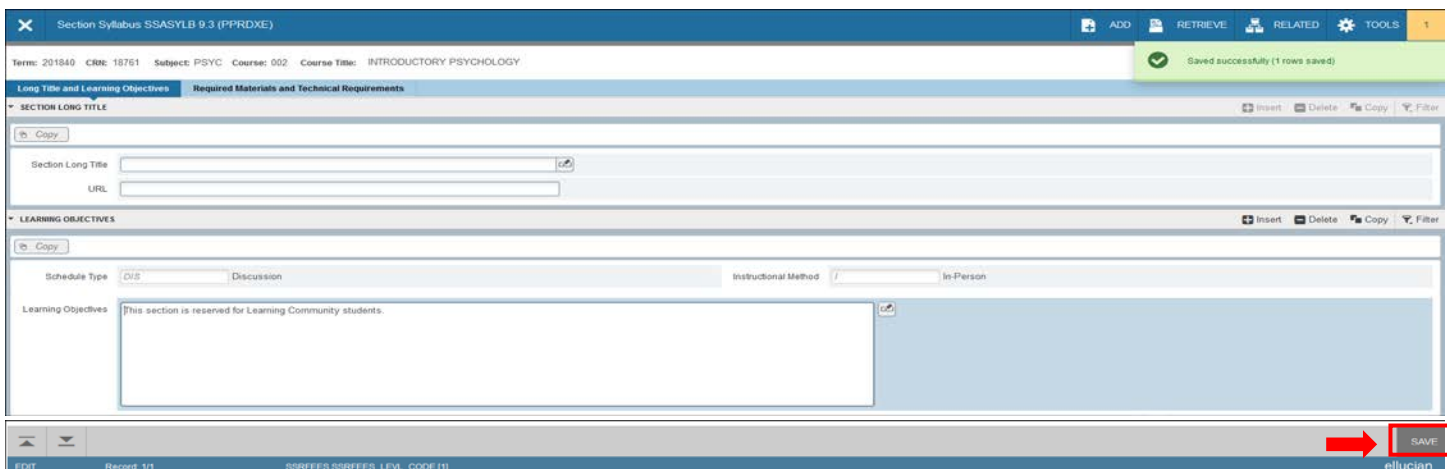 Section Syllabus SSASYLB 9.3 (PPRDXE) ADD RETRIEVE RELATED TOOLS 1
Saved successfully (1 rows saved)
Term: 201840 CRN: 18761 Subject: PSYC Course: 002 Course Title: INTRODUCTORY PSYCHOLOGY
Long Title and Learning Objectives Required Materials and Technical Requirements
SECTION LONG TITLE Insert Delete Copy Filter
Copy
Section Long Title
URL
LEARNING OBJECTIVES Insert Delete Copy Filter
Copy
Schedule Type DIS Discussion Instructional Method I In-Person
Learning Objectives This section is reserved for Learning Community students.
SAVE
EDIT Record: 1/1 SSRFEES.SSRFEES_LEVL_CODE [1] ellucian